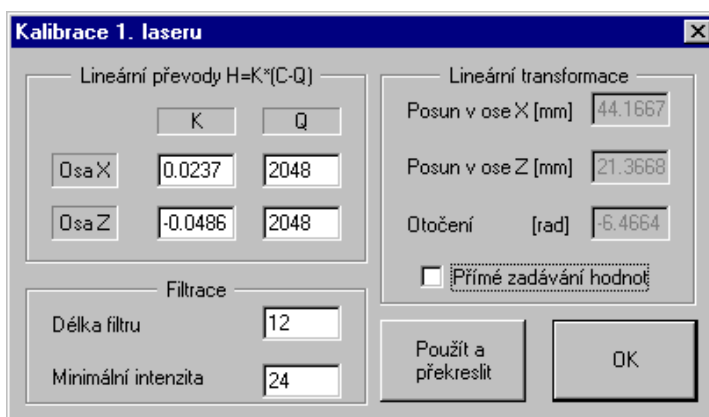 Kalibrace 1. laseru
Lineární převody H=K*(C-Q)
K Q
Osa X 0.0237 2048
Osa Z -0.0486 2048
Filtrace
Délka filtru 12
Minimální intenzita 24
Lineární transformace
Posun v ose X [mm] 44.1667
Posun v ose Z [mm] 21.3668
Otočení [rad] -6.4664
Přímé zadávání hodnot
Použít a
překreslit
OK